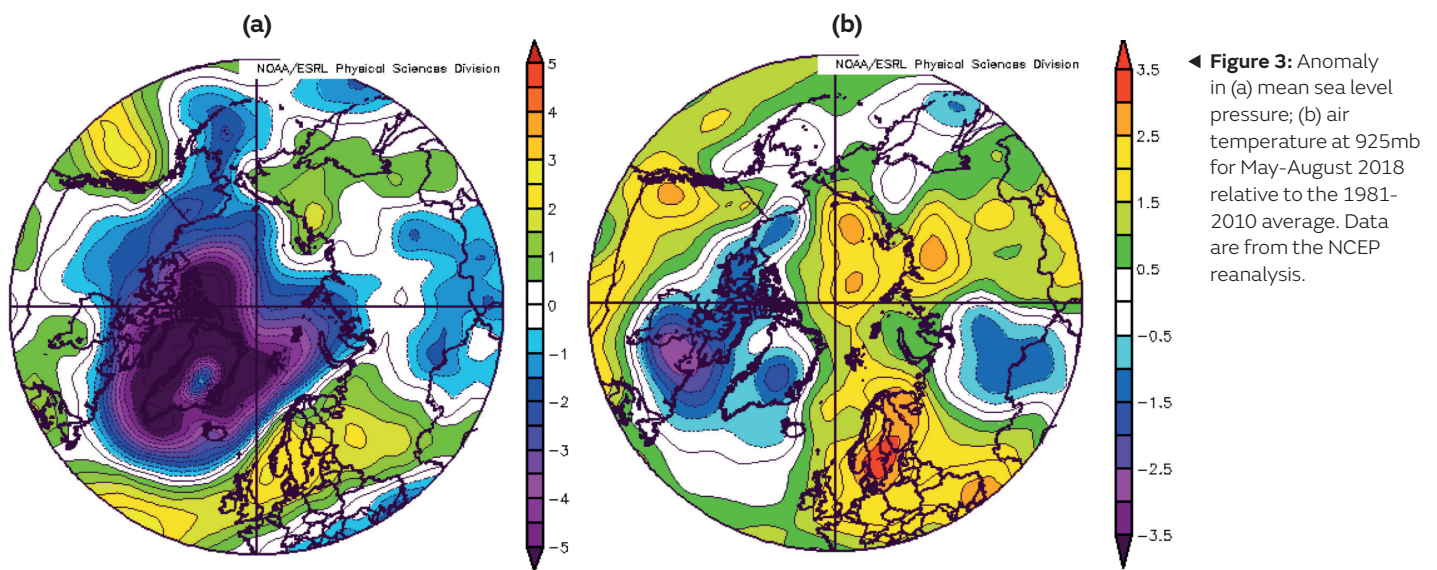 (a)
(b)
NOAA/ESRL Physical Sciences Division
NOAA/ESRL Physical Sciences Division
5
4
3
2
1
0
−1
−2
−3
−4
−5
3.5
2.5
1.5
0.5
−0.5
−1.5
−2.5
−3.5
◄ Figure 3: Anomaly
in (a) mean sea level
pressure; (b) air
temperature at 925mb
for May-August 2018
relative to the 1981-
2010 average. Data
are from the NCEP
reanalysis.